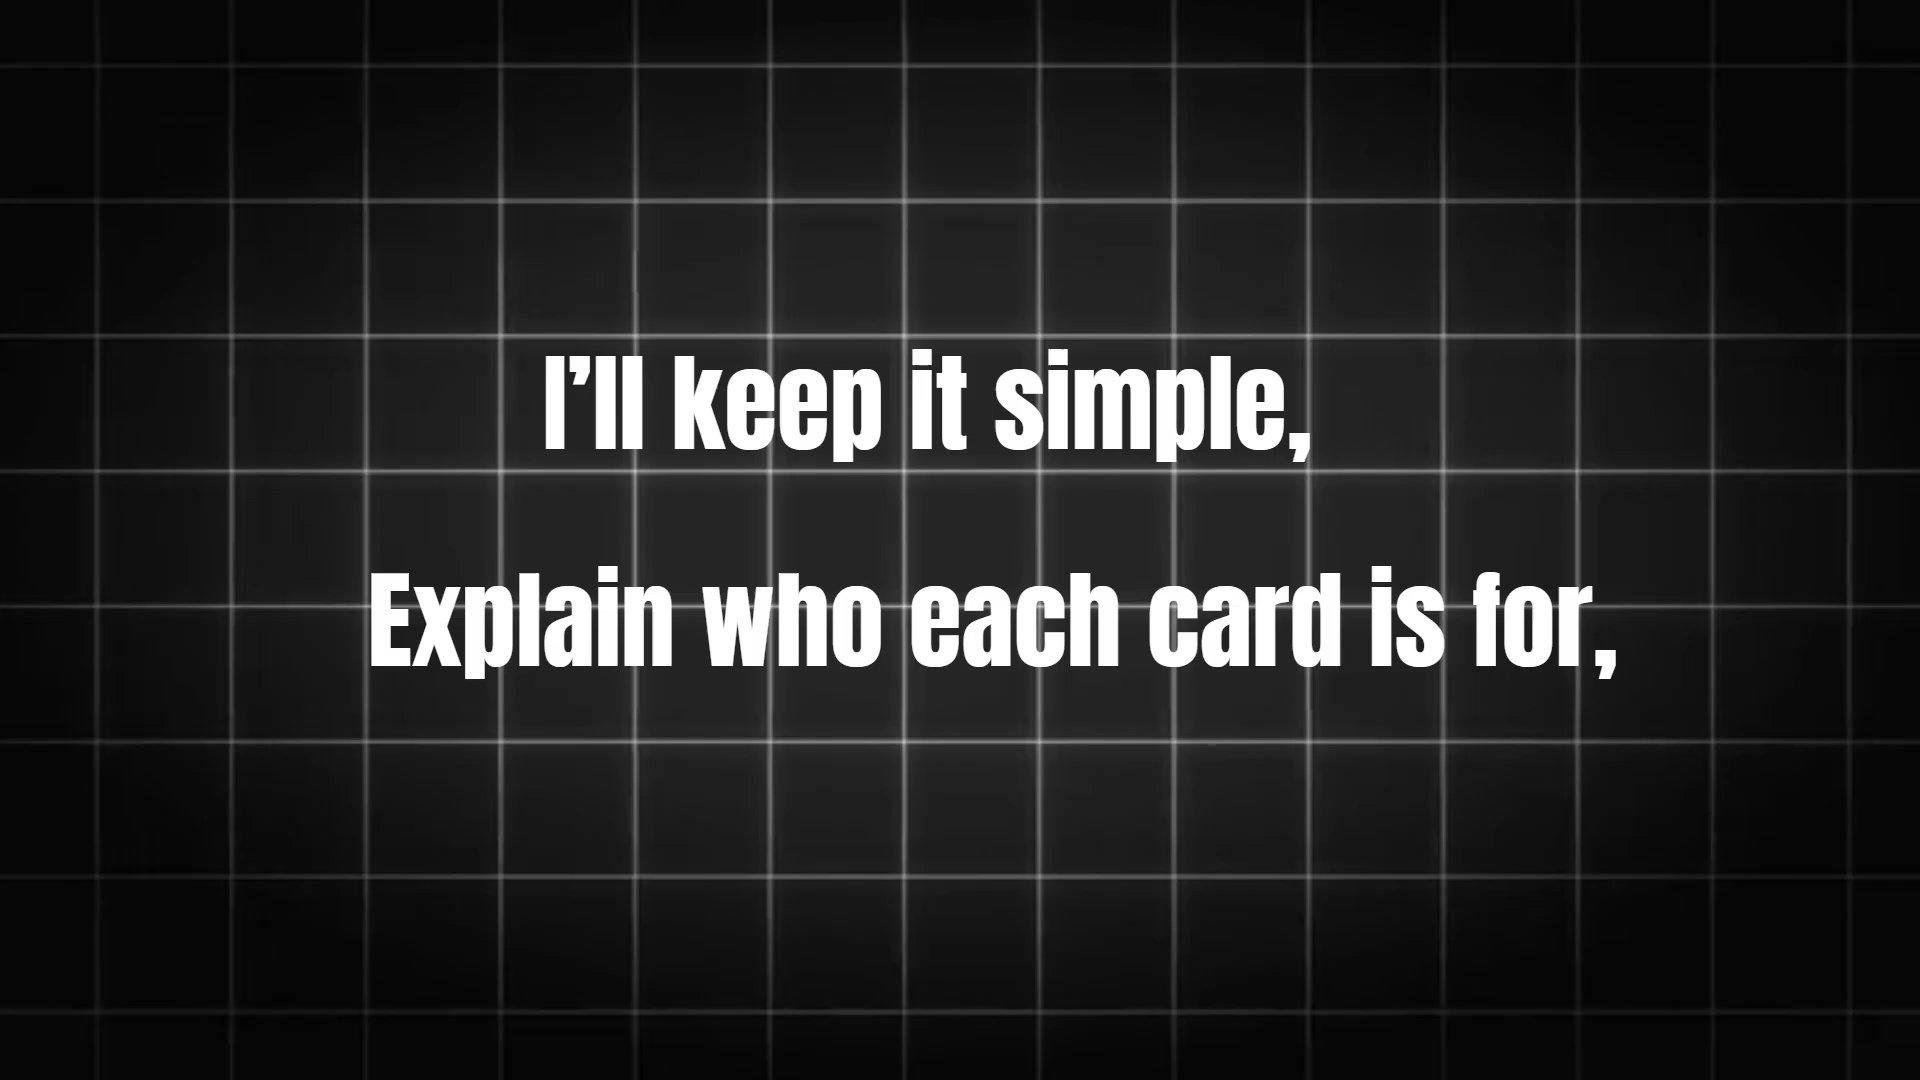 I’ll keep it simple,
Explain who each card is for,